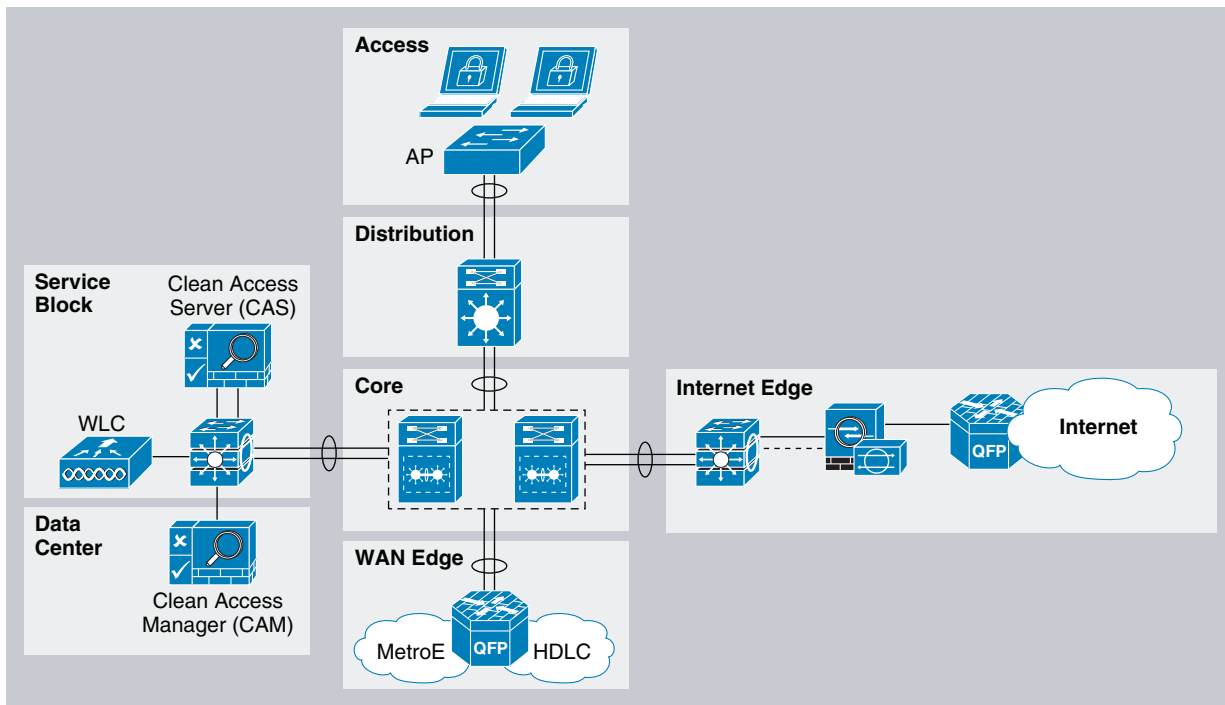 Access
AP
Distribution
Service
Block
Clean Access
Server (CAS)
WLC
Core
Internet Edge
QFP
Internet
Data
Center
Clean Access
Manager (CAM)
WAN Edge
MetroE
QFP
HDLC